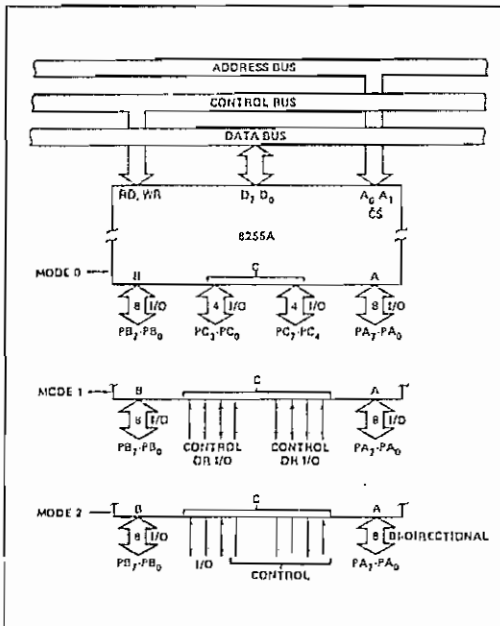 ADDRESS BUS
CONTROL BUS
DATA BUS
RD, WR D7 D0 A0 A1
CS
8255A
MODE 0 B C A
8 I/O 4 I/O 4 I/O 8 I/O
PB7-PB0 PC3-PC0 PC7-PC4 PA7-PA0
MODE 1 B C A
8 I/O 8 I/O
PB7-PB0 CONTROL OR I/O CONTROL OR I/O PA7-PA0
MODE 2 B C A
8 I/O 8 BI-DIRECTIONAL
PB7-PB0 I/O CONTROL PA7-PA0